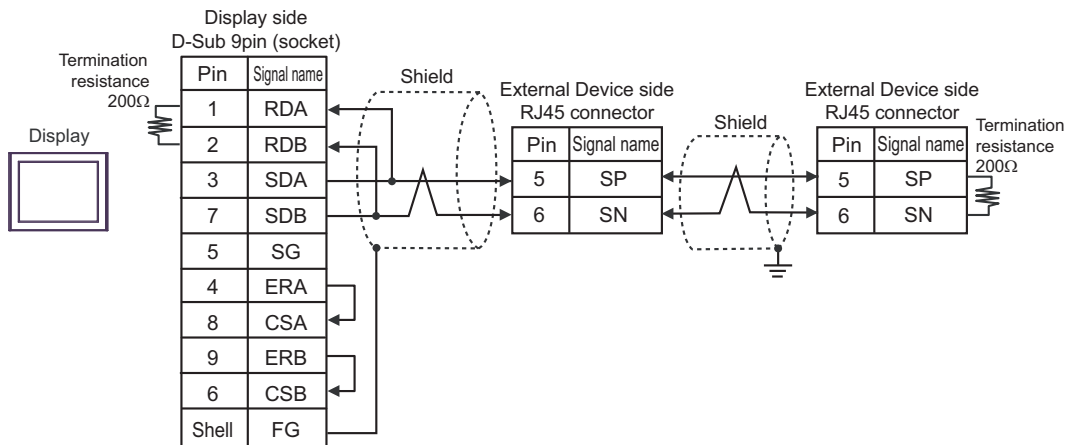 Display side
D-Sub 9pin (socket)
Termination
resistance
200Ω
Display
Pin Signal name
1 RDA
2 RDB
3 SDA
7 SDB
5 SG
4 ERA
8 CSA
9 ERB
6 CSB
Shell FG
Shield
External Device side
RJ45 connector
Pin Signal name
5 SP
6 SN
Shield
External Device side
RJ45 connector
Pin Signal name
5 SP
6 SN
Termination
resistance
200Ω